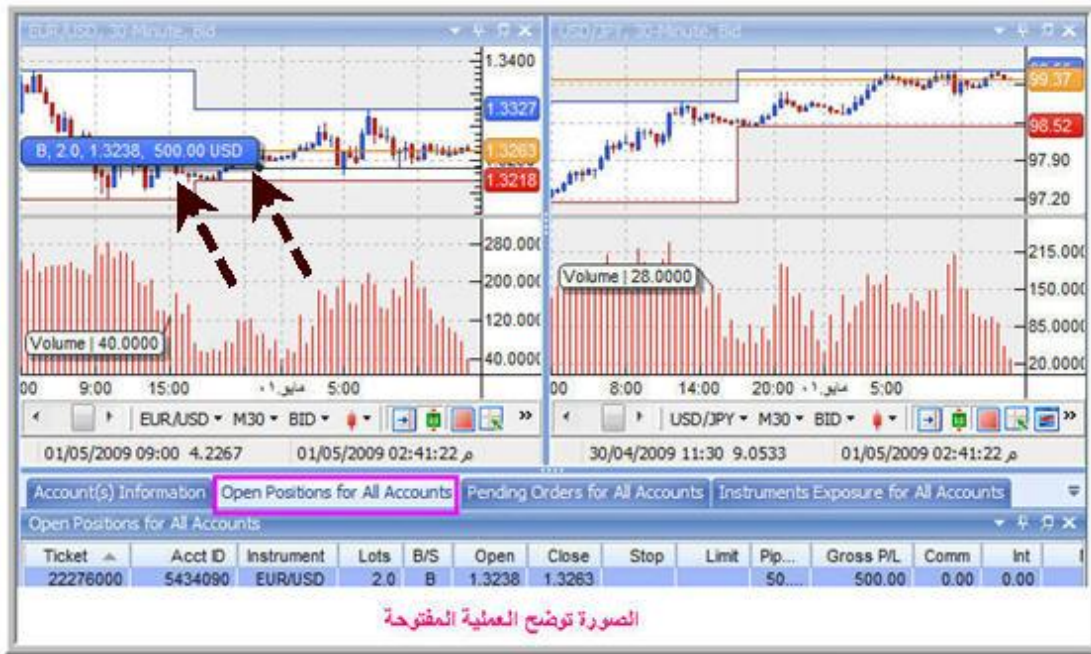 EUR/USD, 30-Minute, Bid
1.3400
1.3327
B, 2.0, 1.3238, 500.00 USD
1.3263
1.3218
280.000
200.000
120.000
Volume | 40.0000
40.0000
00 9:00 15:00 مايو. ٠١ 5:00
EUR/USD M30 BID
01/05/2009 09:00 4.2267 01/05/2009 02:41:22 م
USD/JPY, 30-Minute, Bid
99.37
98.52
97.90
97.20
215.000
Volume | 28.0000
150.000
85.0000
20.0000
00 8:00 14:00 20:00 مايو. ٠١ 5:00
USD/JPY M30 BID
30/04/2009 11:30 9.0533 01/05/2009 02:41:22 م
Account(s) Information Open Positions for All Accounts Pending Orders for All Accounts Instruments Exposure for All Accounts
Open Positions for All Accounts
Ticket Acct ID Instrument Lots B/S Open Close Stop Limit Pip... Gross P/L Comm Int
22276000 5434090 EUR/USD 2.0 B 1.3238 1.3263 50.... 500.00 0.00 0.00
الصورة توضح العملية المفتوحة